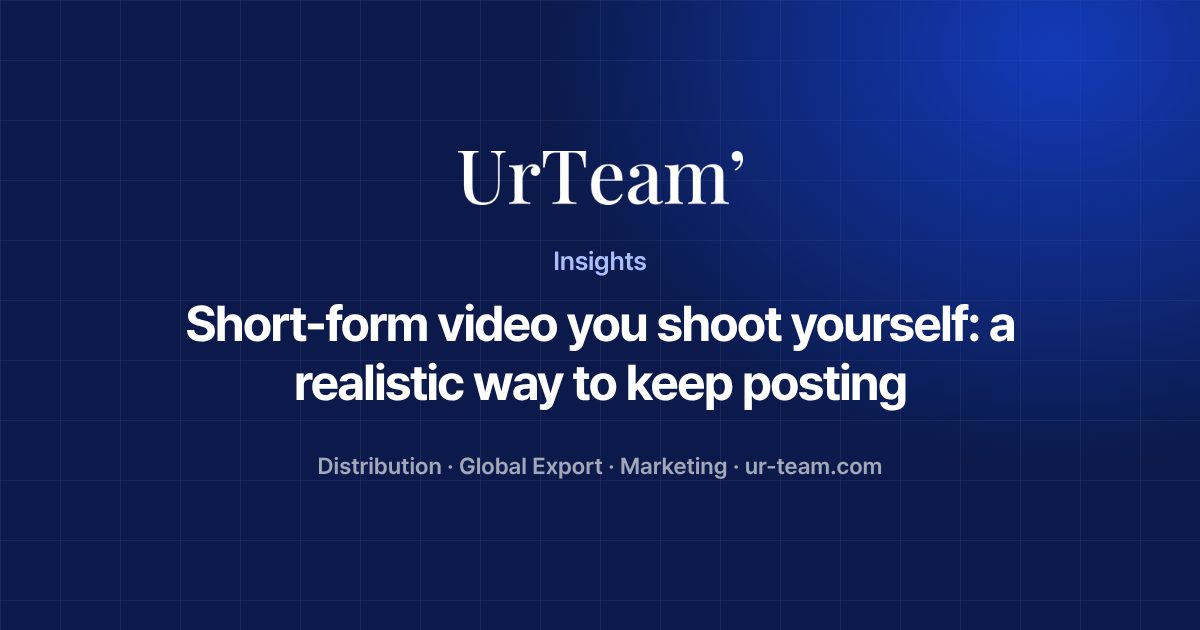 UrTeam’
Insights
Short-form video you shoot yourself: a
realistic way to keep posting
Distribution · Global Export · Marketing · ur-team.com